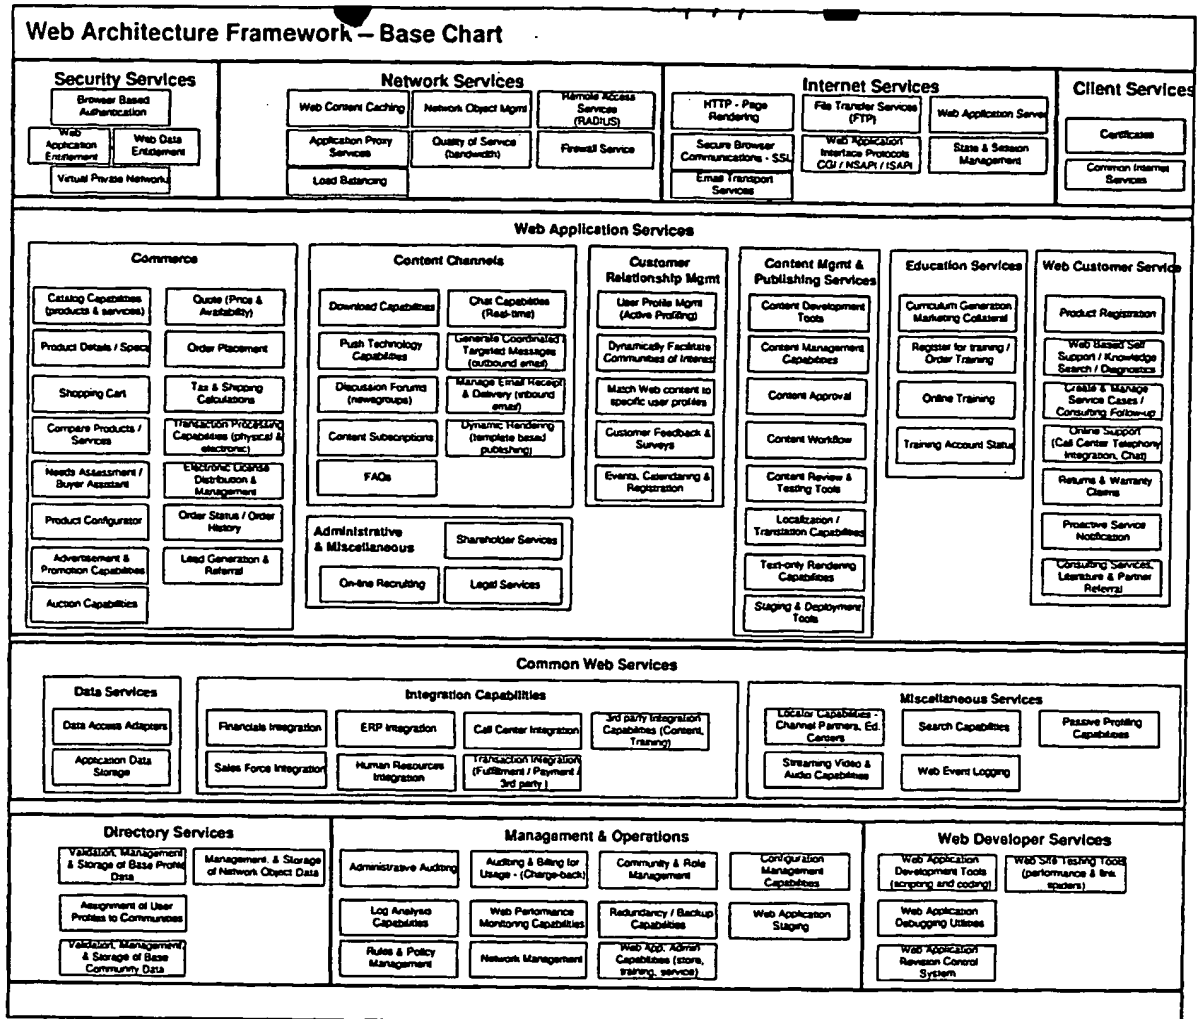 Web Architecture Framework – Base Chart
Security Services
Browser Based
Authentication
Web
Application
Entitlement
Web Data
Entitlement
Virtual Private Networks
Network Services
Web Content Caching
Network Object Mgmt
Remote Access
Services
(RADIUS)
Application Proxy
Services
Quality of Service
(bandwidth)
Firewall Service
Load Balancing
Internet Services
HTTP - Page
Rendering
File Transfer Services
(FTP)
Web Application Server
Secure Browser
Communications - SSL
Web Application
Interface Protocols
CGI / NSAPI / ISAPI
State & Session
Management
Email Transport
Services
Client Services
Certificates
Common Internet
Services
Web Application Services
Commerce
Catalog Capabilities
(products & services)
Quote (Price &
Availability)
Product Details / Specs
Order Placement
Shopping Cart
Tax & Shipping
Calculations
Compare Products /
Services
Transaction Processing
Capabilities (physical &
electronic)
Needs Assessment /
Buyer Assistant
Electronic License
Distribution &
Management
Product Configurator
Order Status / Order
History
Advertisement &
Promotion Capabilities
Lead Generation &
Referral
Auction Capabilities
Content Channels
Download Capabilities
Chat Capabilities
(Real-time)
Push Technology
Capabilities
Generate Coordinated
Targeted Messages
(outbound email)
Discussion Forums
(newsgroups)
Manage Email Receipt
& Delivery (inbound
email)
Content Subscriptions
Dynamic Rendering
(template based
publishing)
FAQs
Administrative
& Miscellaneous
Shareholder Services
On-line Recruiting
Legal Services
Customer
Relationship Mgmt
User Profile Mgmt
(Active Profiling)
Dynamically Facilitate
Communities of Interest
Match Web content to
specific user profiles
Customer Feedback &
Surveys
Events, Calendaring &
Registration
Content Mgmt &
Publishing Services
Content Development
Tools
Content Management
Capabilities
Content Approval
Content Workflow
Content Review &
Testing Tools
Localization /
Translation Capabilities
Text-only Rendering
Capabilities
Staging & Deployment
Tools
Education Services
Curriculum Generation
Marketing Collateral
Register for training /
Order Training
Online Training
Training Account Status
Web Customer Service
Product Registration
Web Based Self
Support / Knowledge
Search / Diagnostics
Create & Manage
Service Cases /
Consulting Follow-up
Online Support
(Call Center Telephony
Integration, Chat)
Returns & Warranty
Claims
Proactive Service
Notification
Consulting Services,
Literature & Partner
Referral
Common Web Services
Data Services
Data Access Adapters
Application Data
Storage
Integration Capabilities
Financials Integration
ERP Integration
Call Center Integration
3rd party Integration
Capabilities (Content,
Training)
Sales Force Integration
Human Resources
Integration
Transaction Integration
(Fulfillment / Payment /
3rd party )
Miscellaneous Services
Locator Capabilities -
Channel Partners, Ed.
Centers
Search Capabilities
Passive Profiling
Capabilities
Streaming Video &
Audio Capabilities
Web Event Logging
Directory Services
Validation, Management
& Storage of Base Profile
Data
Management, & Storage
of Network Object Data
Assignment of User
Profiles to Communities
Validation, Management
& Storage of Base
Community Data
Management & Operations
Administrative Auditing
Auditing & Billing for
Usage - (Charge-back)
Community & Role
Management
Configuration
Management
Capabilities
Log Analysis
Capabilities
Web Performance
Monitoring Capabilities
Redundancy / Backup
Capabilities
Web Application
Staging
Rules & Policy
Management
Network Management
Web App. Admin
Capabilities (store,
training, service)
Web Developer Services
Web Application
Development Tools
(scripting and coding)
Web Site Testing Tools
(performance & link
spiders)
Web Application
Debugging Utilities
Web Application
Revision Control
System